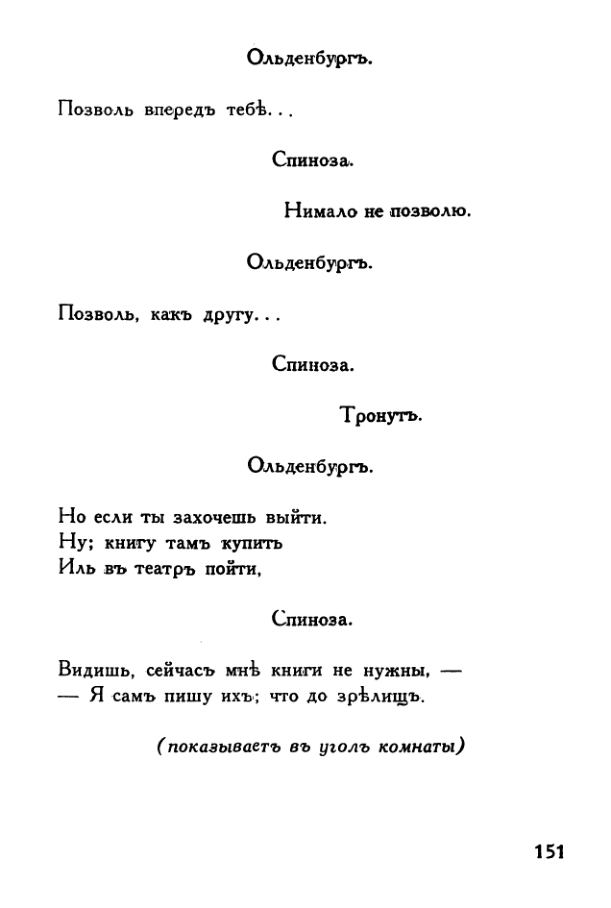 Ольденбургъ.
Позволь впередъ тебѣ...
Спиноза.
Нимало не позволю.
Ольденбургъ.
Позволь, какъ другу...
Спиноза.
Тронутъ.
Ольденбургъ.
Но если ты захочешь выйти.
Ну; книгу тамъ купить
Иль въ театръ пойти,
Спиноза.
Видишь, сейчасъ мнѣ книги не нужны, —
— Я самъ пишу ихъ; что до зрѣлищъ.
(показываетъ въ уголъ комнаты)
151